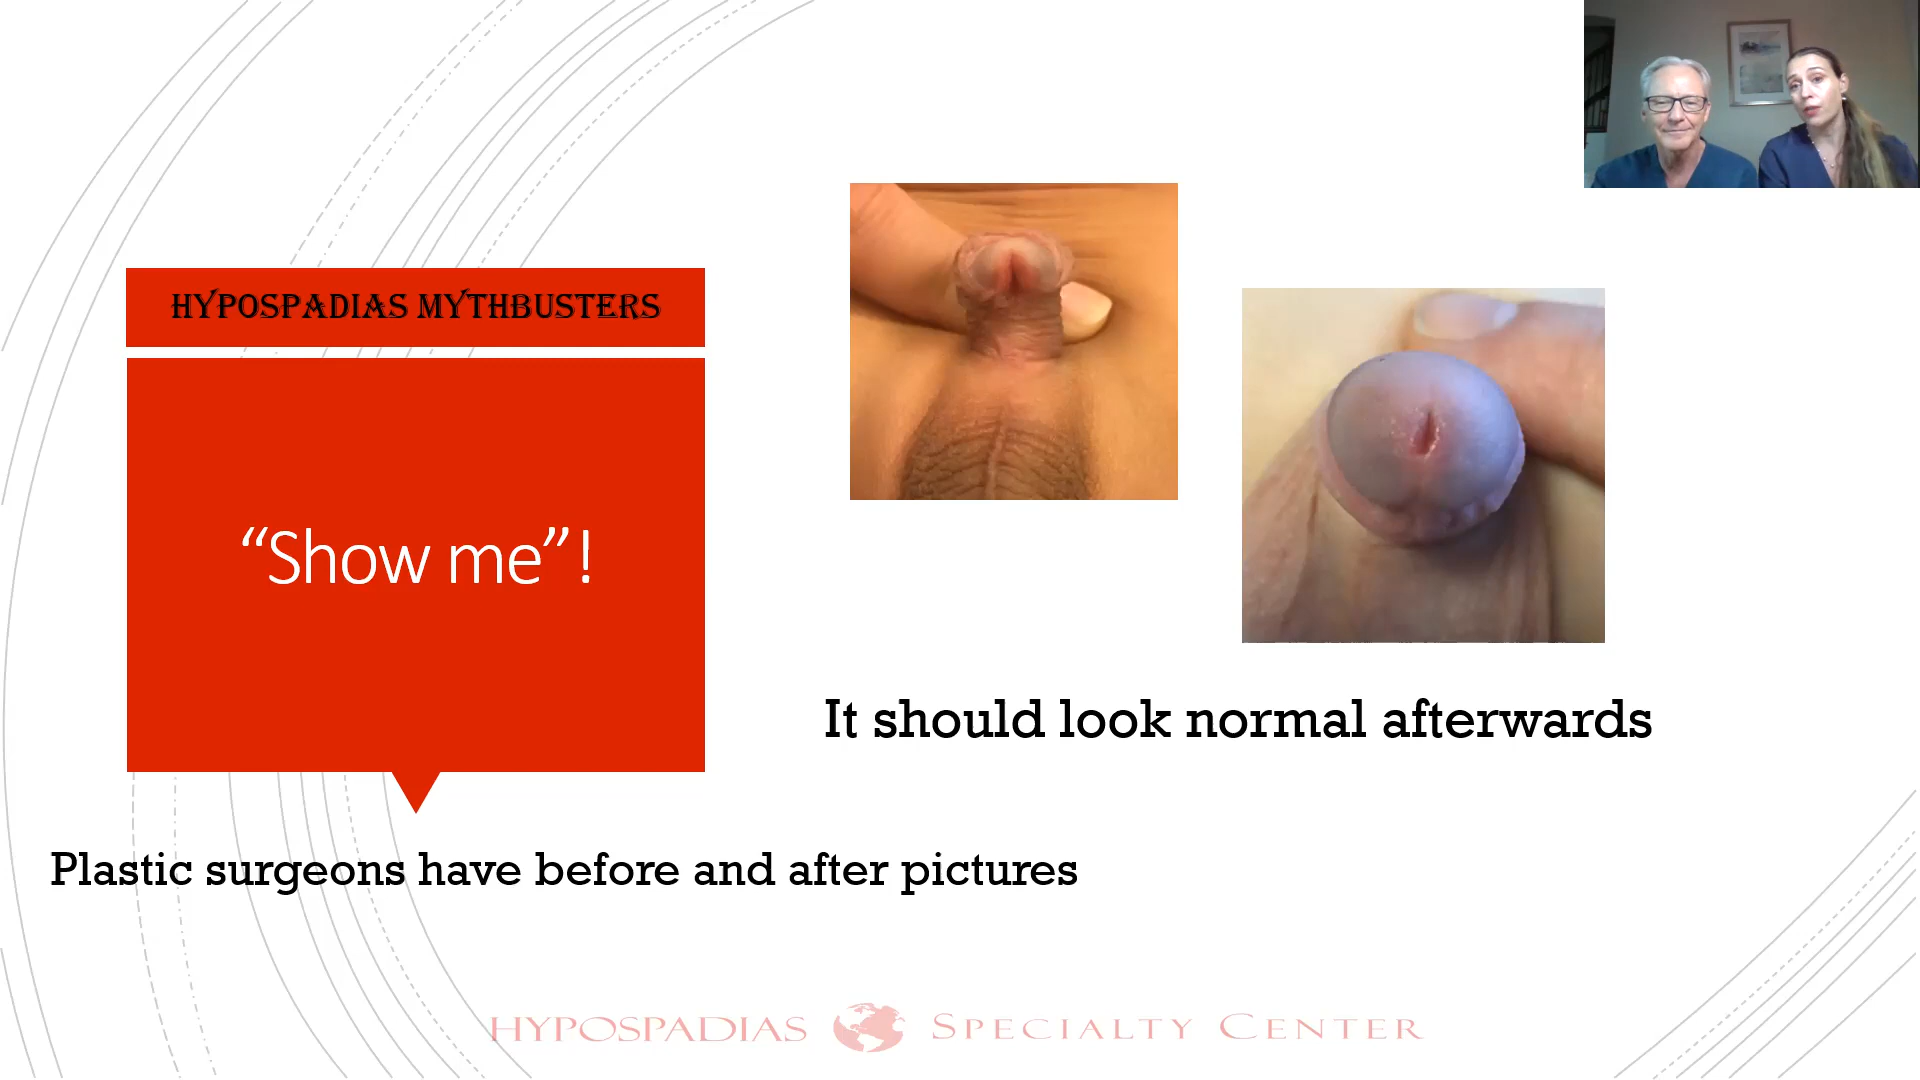 HYPOSPADIAS MYTHBUSTERS
“Show me”!
It should look normal afterwards
Plastic surgeons have before and after pictures
HYPOSPADIAS SPECIALTY CENTER